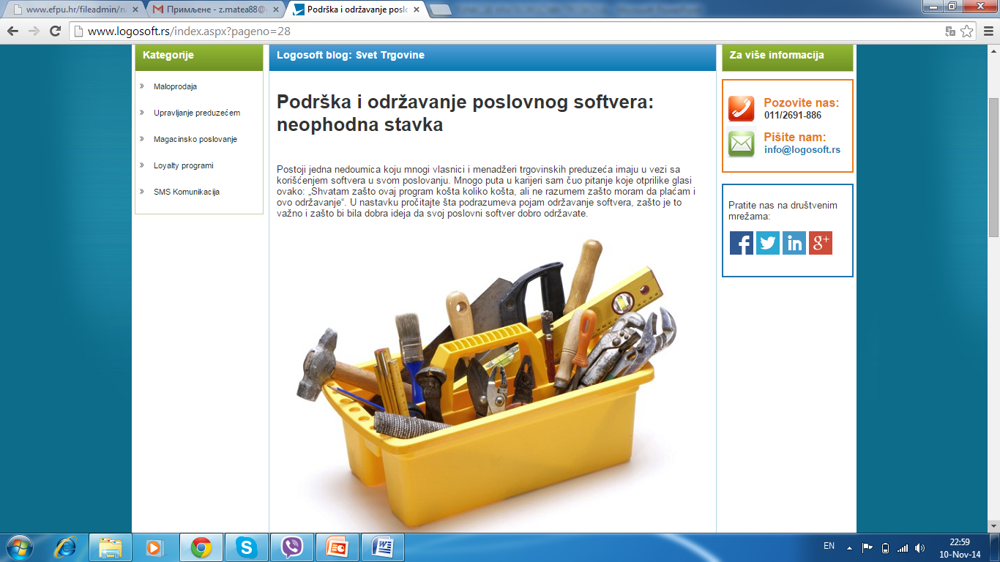 www.efpu.hr/fileadmin/n
Примљене - z.matea88@
Podrška i održavanje posl
www.logosoft.rs/index.aspx?pageno=28
Kategorije
Maloprodaja
Upravljanje preduzećem
Magacinsko poslovanje
Loyalty programi
SMS Komunikacija
Logosoft blog: Svet Trgovine
Podrška i održavanje poslovnog softvera:
neophodna stavka
Postoji jedna nedoumica koju mnogi vlasnici i menadžeri trgovinskih preduzeća imaju u vezi sa
korišćenjem softvera u svom poslovanju. Mnogo puta u karijeri sam čuo pitanje koje otprilike glasi
ovako: „Shvatam zašto ovaj program košta koliko košta, ali ne razumem zašto moram da plaćam i
ovo održavanje“. U nastavku pročitajte šta podrazumeva pojam održavanje softvera, zašto je to
važno i zašto bi bila dobra ideja da svoj poslovni softver dobro održavate.
Za više informacija
Pozovite nas:
011/2691-886
Pišite nam:
info@logosoft.rs
Pratite nas na društvenim
mrežama:
EN
22:59
10-Nov-14